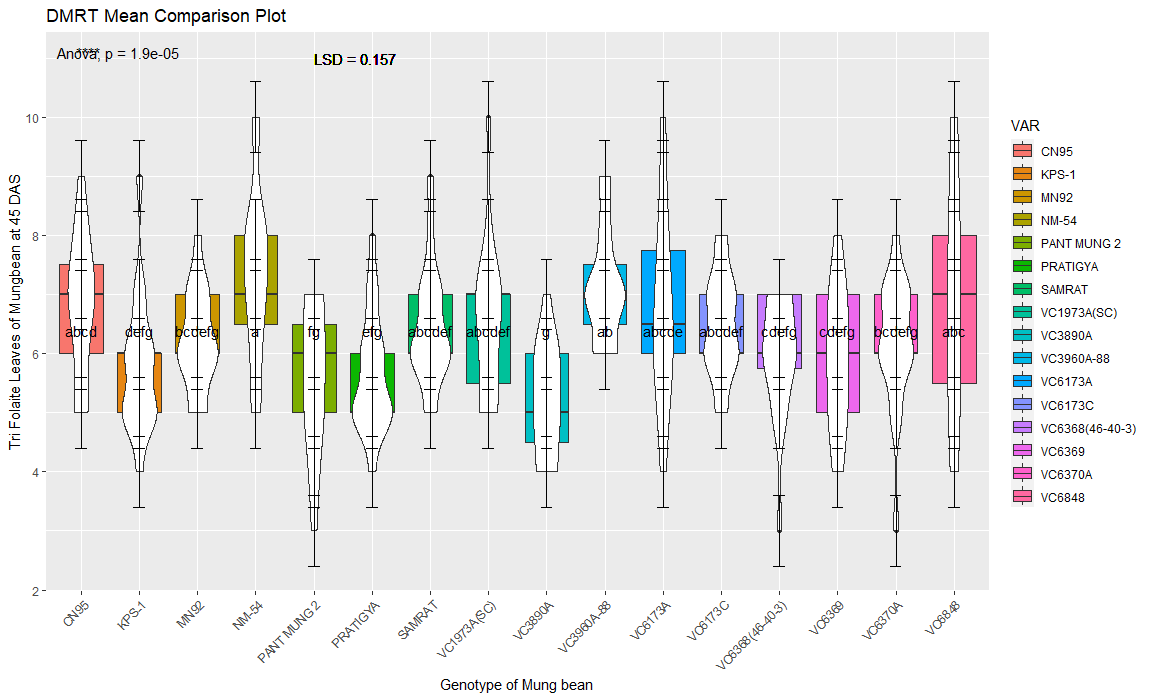 DMRT Mean Comparison Plot
Anova, p = 1.9e-05
****
LSD = 0.157
Tri Folaite Leaves of Mungbean at 45 DAS
10
8
6
4
2
abcd
defg
bcdefg
a
fg
efg
abcdef
abcdef
g
ab
abcde
abcdef
cdefg
cdefg
bcdefg
abc
CN95
KPS-1
MN92
NM-54
PANT MUNG 2
PRATIGYA
SAMRAT
VC1973A(SC)
VC3890A
VC3960A-88
VC6173A
VC6173C
VC6368(46-40-3)
VC6369
VC6370A
VC6848
Genotype of Mung bean
VAR
CN95
KPS-1
MN92
NM-54
PANT MUNG 2
PRATIGYA
SAMRAT
VC1973A(SC)
VC3890A
VC3960A-88
VC6173A
VC6173C
VC6368(46-40-3)
VC6369
VC6370A
VC6848